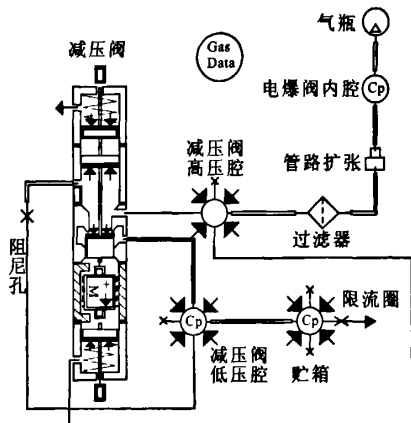 气瓶
减压阀
Gas
Data
电爆阀内腔
Cp
减压阀
高压腔
管路扩张
过滤器
阻尼孔
M
Cp
Cp
限流圈
减压阀
低压腔
贮箱